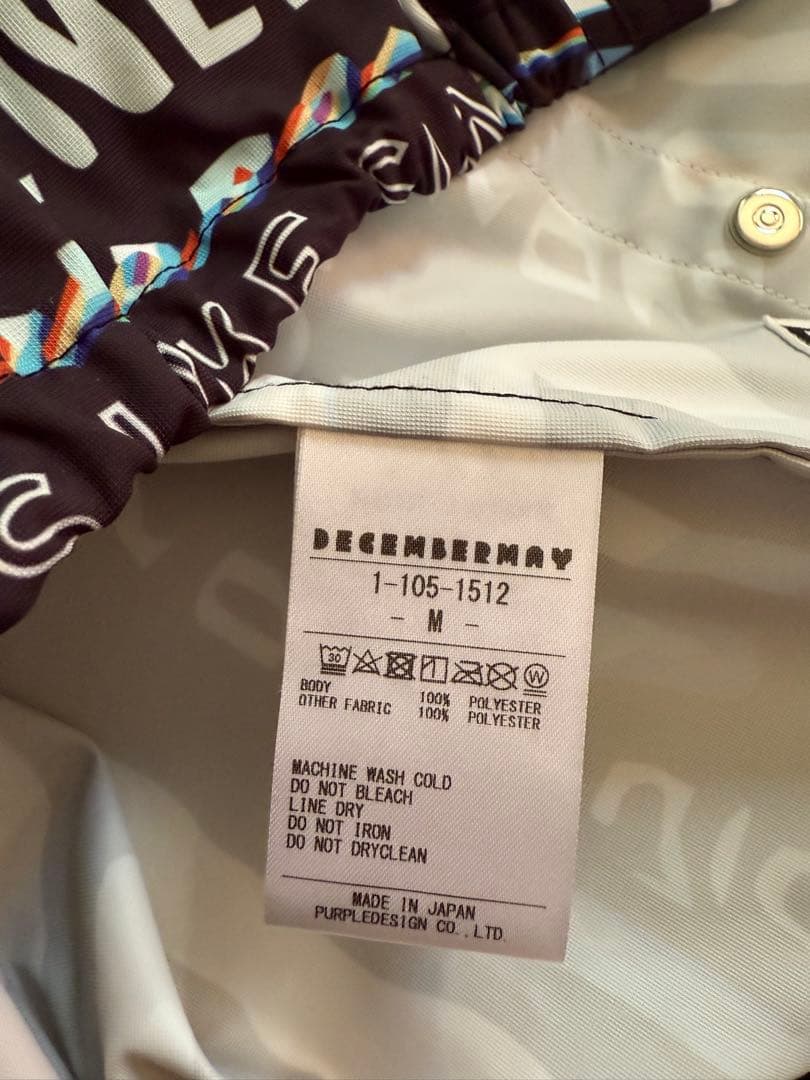 DECEMBERMAY
1-105-1512
- M -
30 W
BODY 100% POLYESTER
OTHER FABRIC 100% POLYESTER
MACHINE WASH COLD
DO NOT BLEACH
LINE DRY
DO NOT IRON
DO NOT DRYCLEAN
MADE IN JAPAN
PURPLEDESIGN CO.,LTD.